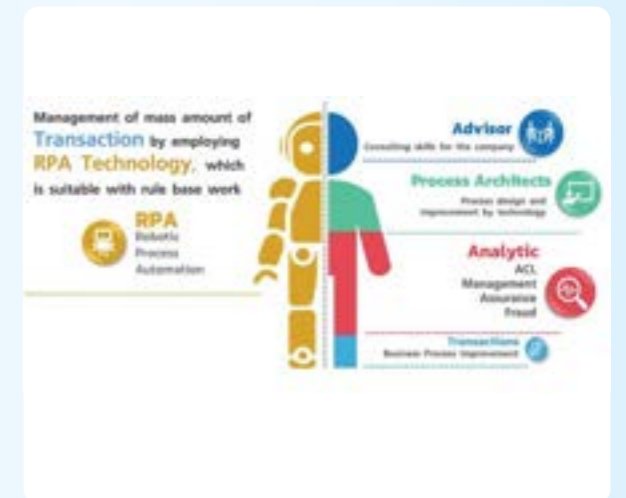 Management of mass amount of
Transaction by employing
RPA Technology, which
is suitable with rule base work
RPA
Robotic
Process
Automation
Advisor
Consulting skills for the company
Process Architects
Process design and
improvement by technology
Analytic
ACL
Management
Assurance
Fraud
Transactions
Business Process Improvement